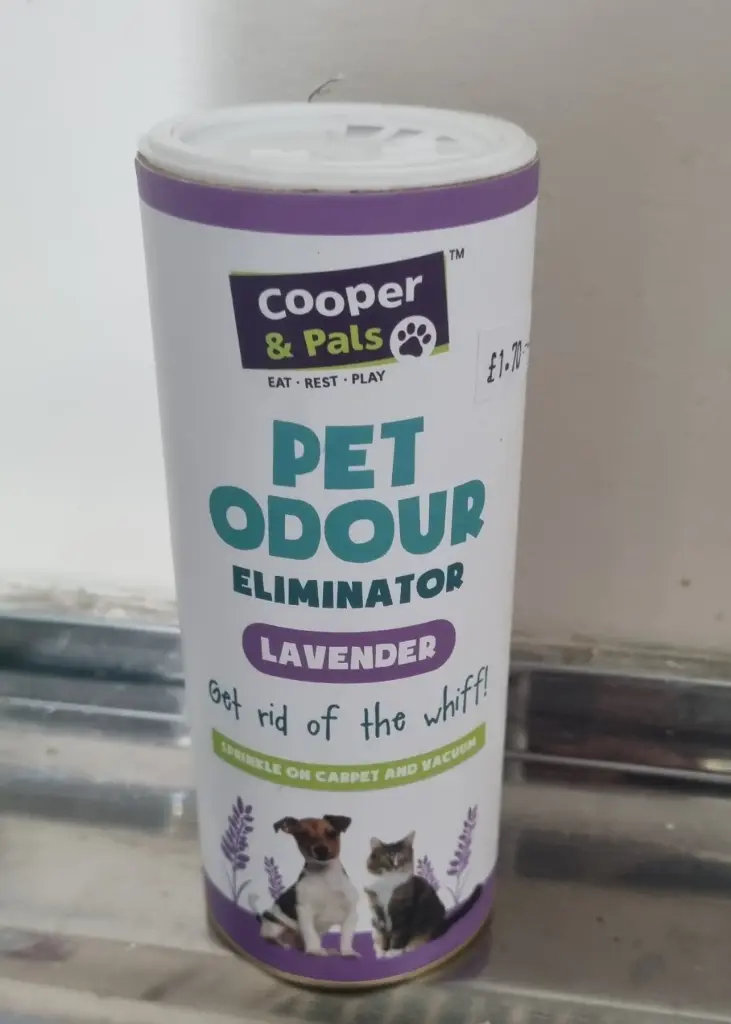 Cooper
& Pals
TM
EAT · REST · PLAY
£1.70
PET
ODOUR
ELIMINATOR
LAVENDER
Get rid of the whiff!
SPRINKLE ON CARPET AND VACUUM